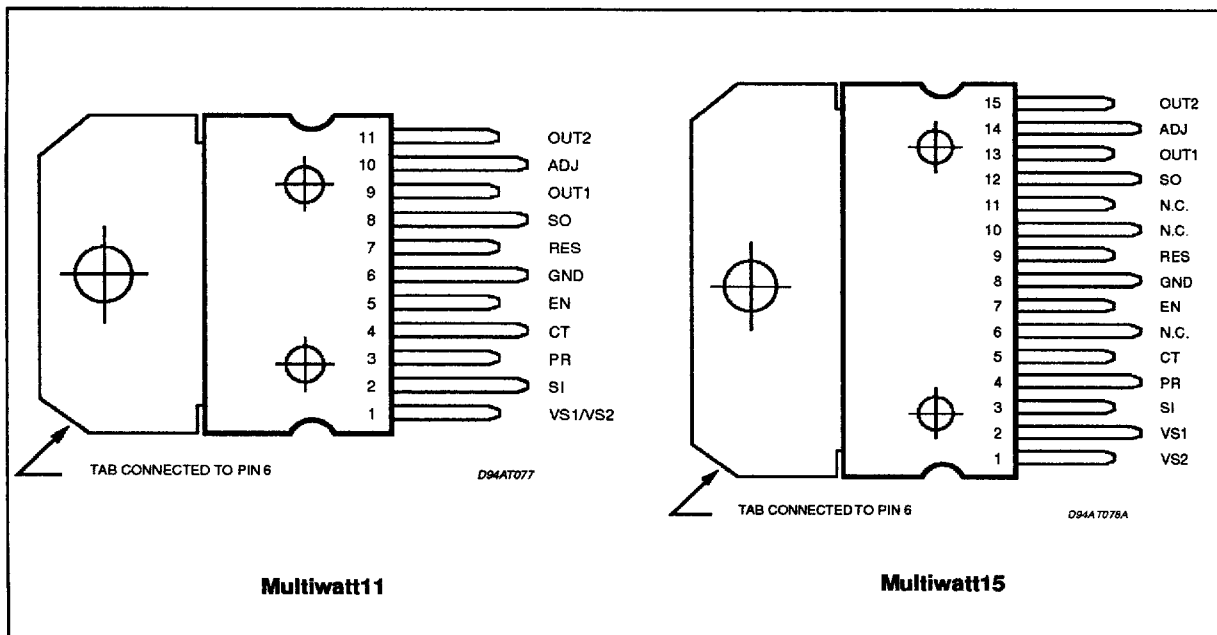 11 OUT2
10 ADJ
9 OUT1
8 SO
7 RES
6 GND
5 EN
4 CT
3 PR
2 SI
1 VS1/VS2
TAB CONNECTED TO PIN 6
D94AT077
Multiwatt11
15 OUT2
14 ADJ
13 OUT1
12 SO
11 N.C.
10 N.C.
9 RES
8 GND
7 EN
6 N.C.
5 CT
4 PR
3 SI
2 VS1
1 VS2
TAB CONNECTED TO PIN 6
D94AT078A
Multiwatt15